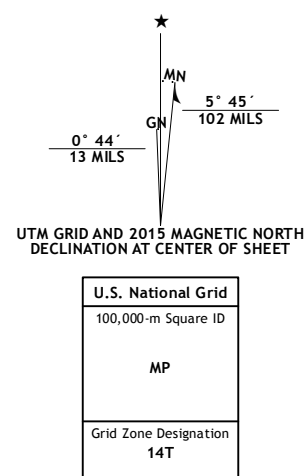 ★
MN
GN
5° 45´
102 MILS
0° 44´
13 MILS
UTM GRID AND 2015 MAGNETIC NORTH
DECLINATION AT CENTER OF SHEET
U.S. National Grid
100,000-m Square ID
MP
Grid Zone Designation
14T